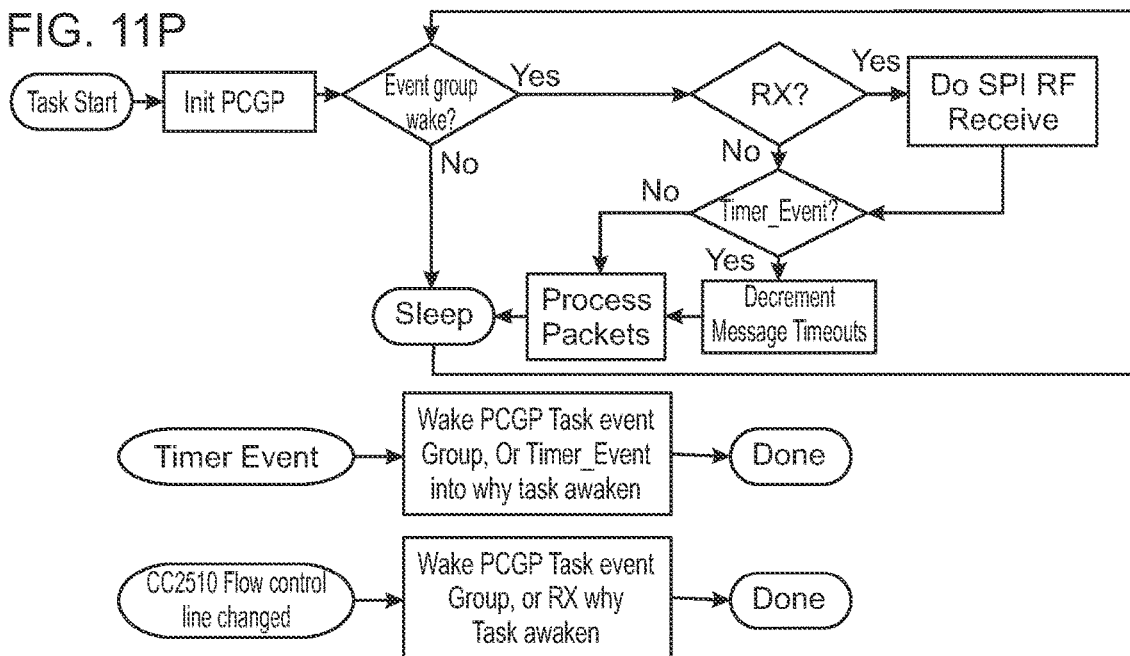 FIG. 11P
Task Start
Init PCGP
Event group
wake?
Yes
No
RX?
Yes
No
Do SPI RF
Receive
Timer_Event?
No
Yes
Decrement
Message Timeouts
Process
Packets
Sleep
Timer Event
Wake PCGP Task event
Group, Or Timer_Event
into why task awaken
Done
CC2510 Flow control
line changed
Wake PCGP Task event
Group, or RX why
Task awaken
Done